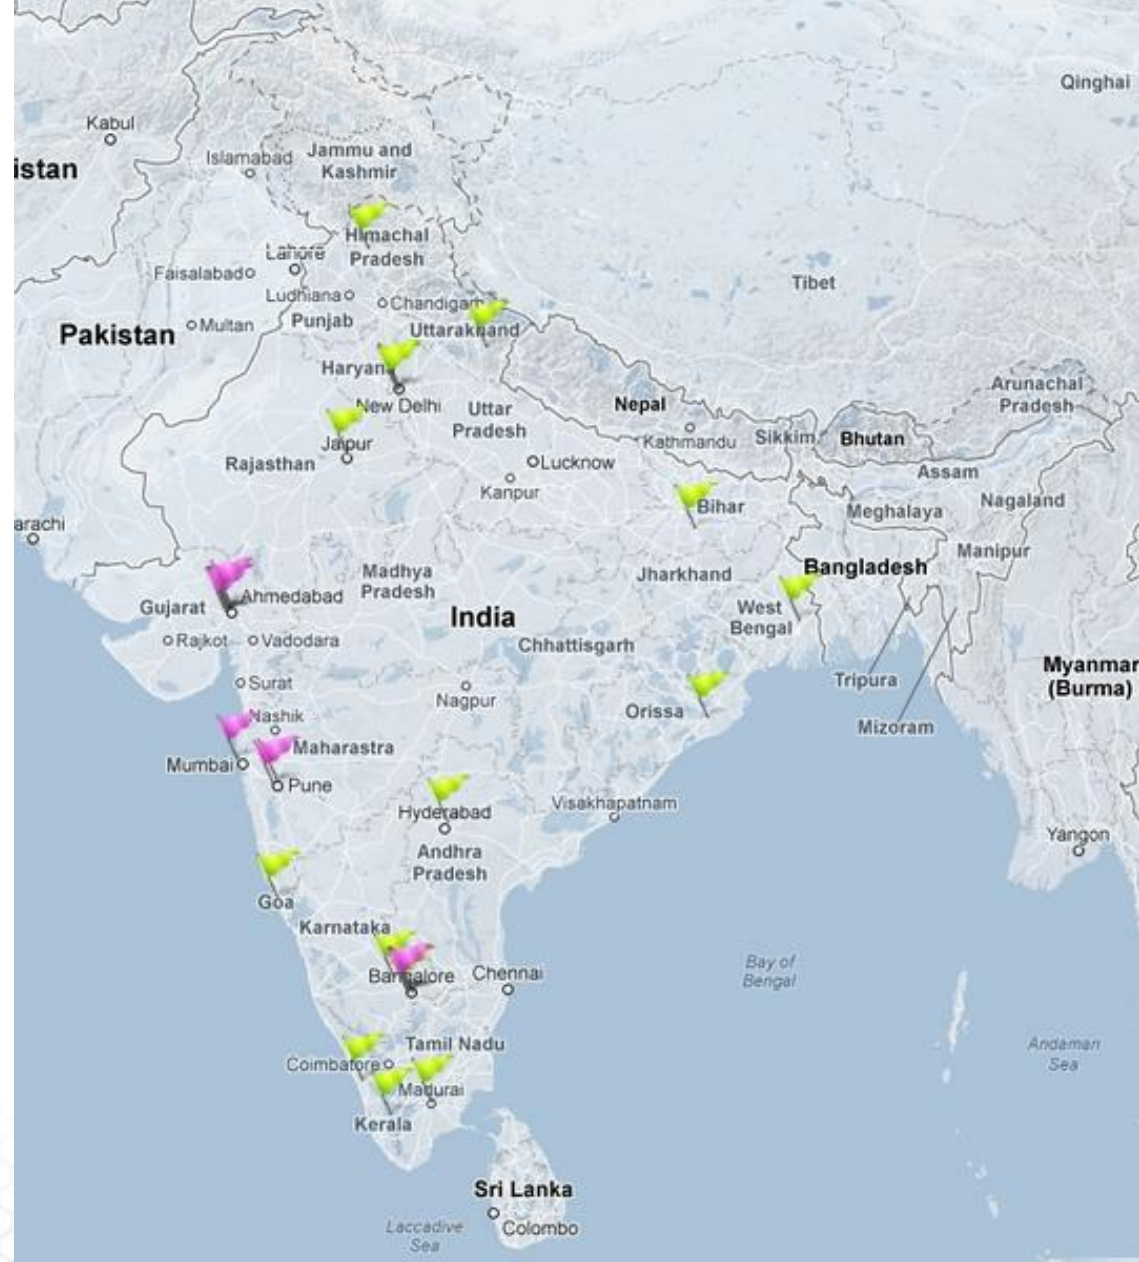 Qinghai
Kabul
Islamabad
Jammu and
Kashmir
istan
Himachal
Pradesh
Lahore
Faisalabad
Tibet
Ludhiana
Chandigarh
Punjab
Multan
Pakistan
Uttarakhand
Haryan
New Delhi
Uttar
Pradesh
Nepal
Arunachal
Pradesh
Jaipur
Kathmandu
Sikkim
Bhutan
Rajasthan
Lucknow
Assam
Kanpur
Bihar
Meghalaya
Nagaland
arachi
Manipur
Bangladesh
Madhya
Pradesh
Jharkhand
Ahmedabad
Gujarat
India
West
Bengal
Rajkot
Vadodara
Chhattisgarh
Myanmar
(Burma)
Surat
Nagpur
Tripura
Orissa
Nashik
Mizoram
Maharastra
Mumbai
Pune
Hyderabad
Visakhapatnam
Yangon
Andhra
Pradesh
Goa
Karnataka
Bangalore
Chennai
Bay of
Bengal
Tamil Nadu
Coimbatore
Andaman
Sea
Madurai
Kerala
Sri Lanka
Colombo
Laccadive
Sea